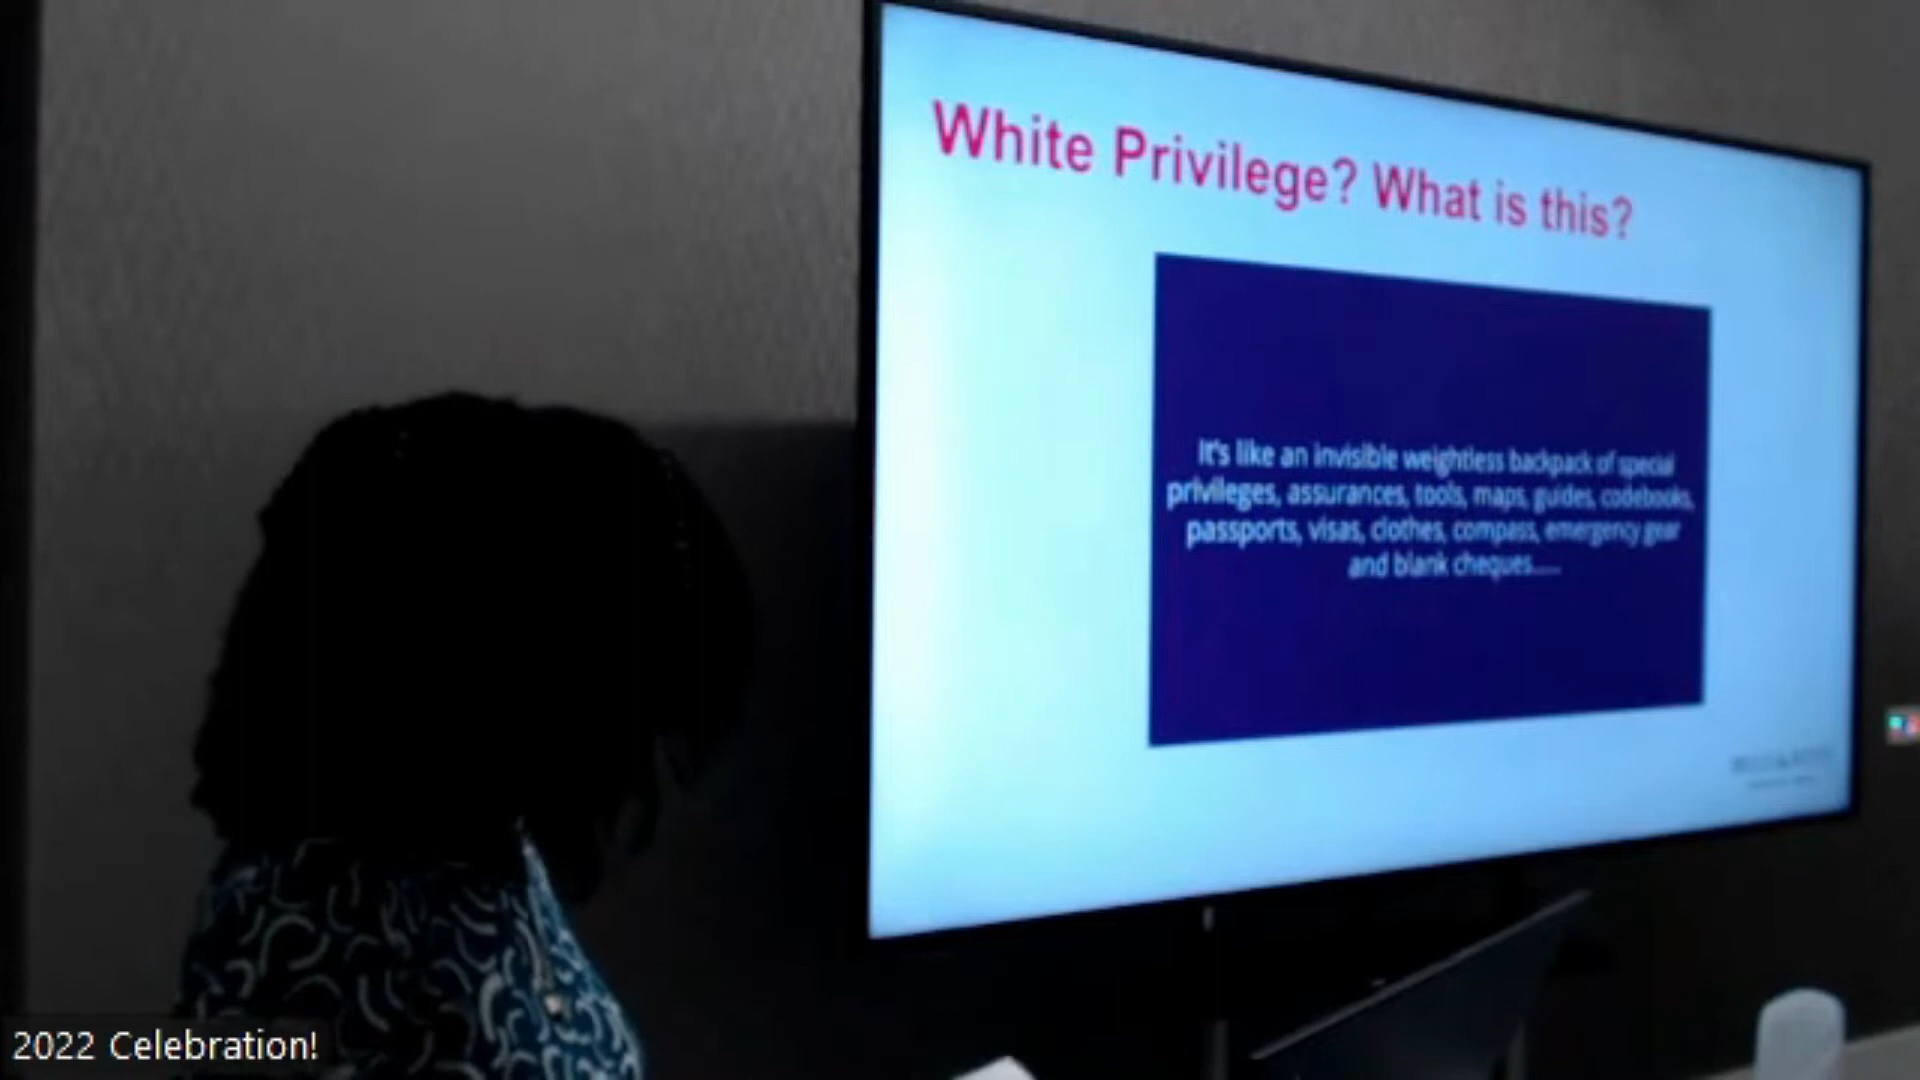 White Privilege? What is this?
It's like an invisible weightless backpack of special
privileges, assurances, tools, maps, guides, codebooks,
passports, visas, clothes, compass, emergency gear
and blank cheques.....
2022 Celebration!